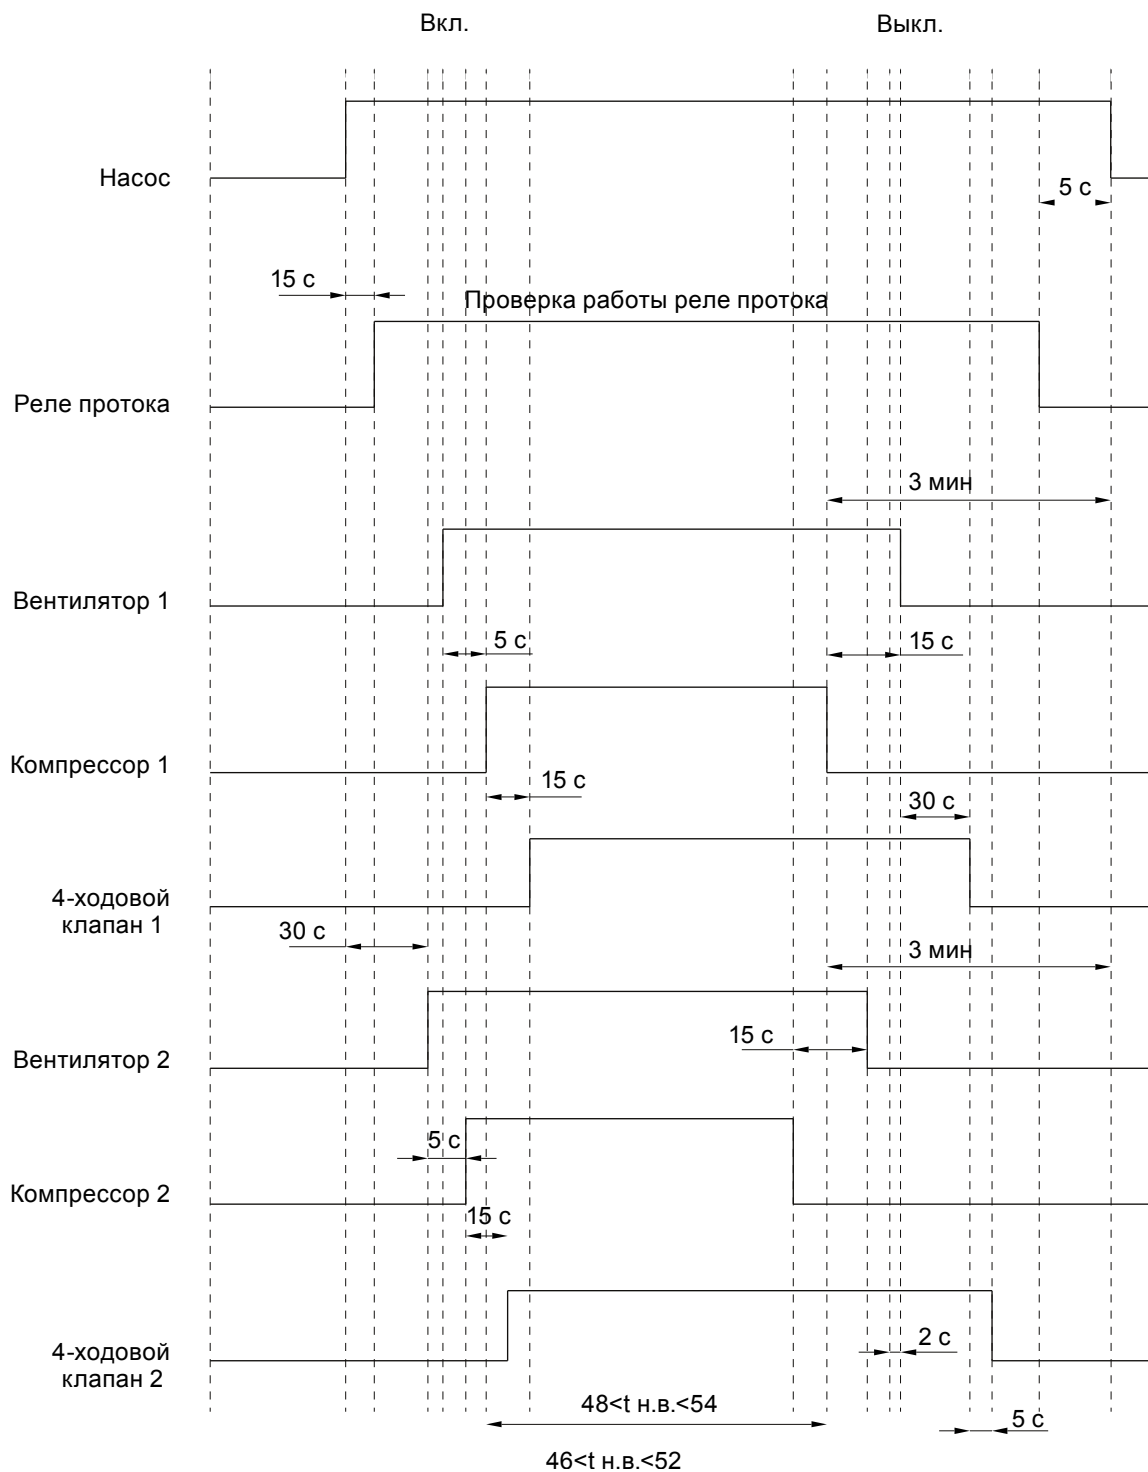 Вкл.
Выкл.
Насос
5 с
15 с
Проверка работы реле протока
Реле протока
3 мин
Вентилятор 1
5 с
15 с
Компрессор 1
15 с
30 с
4-ходовой
клапан 1
30 с
3 мин
15 с
Вентилятор 2
5 с
Компрессор 2
15 с
2 с
4-ходовой
клапан 2
48<t н.в.<54
5 с
46<t н.в.<52